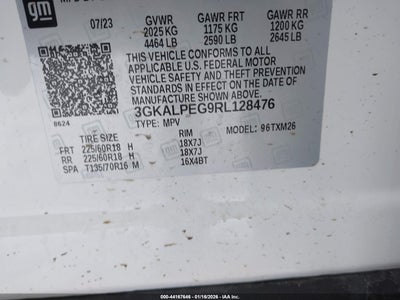 gm
07/23
GVWR GAWR FRT GAWR RR
2025 KG 1175 KG 1200 KG
4464 LB 2590 LB 2645 LB
THIS VEHICLE CONFORMS TO ALL APPLICABLE
U.S. FEDERAL MOTOR
VEHICLE SAFETY, BUMPER, AND THEFT PREVENTION
STANDARDS IN EFFECT ON THE DATE OF
MANUFACTURE SHOWN ABOVE.
3GKALPEG9RL128476
TYPE: MPV
8624
TIRE SIZE RIM MODEL: 96TXM26
FRT 225/60R18 H 18X7J
RR 225/60R18 H 18X7J
SPA T135/70R16 M 16X4BT
000-44167646 - 01/16/2026 - IAA